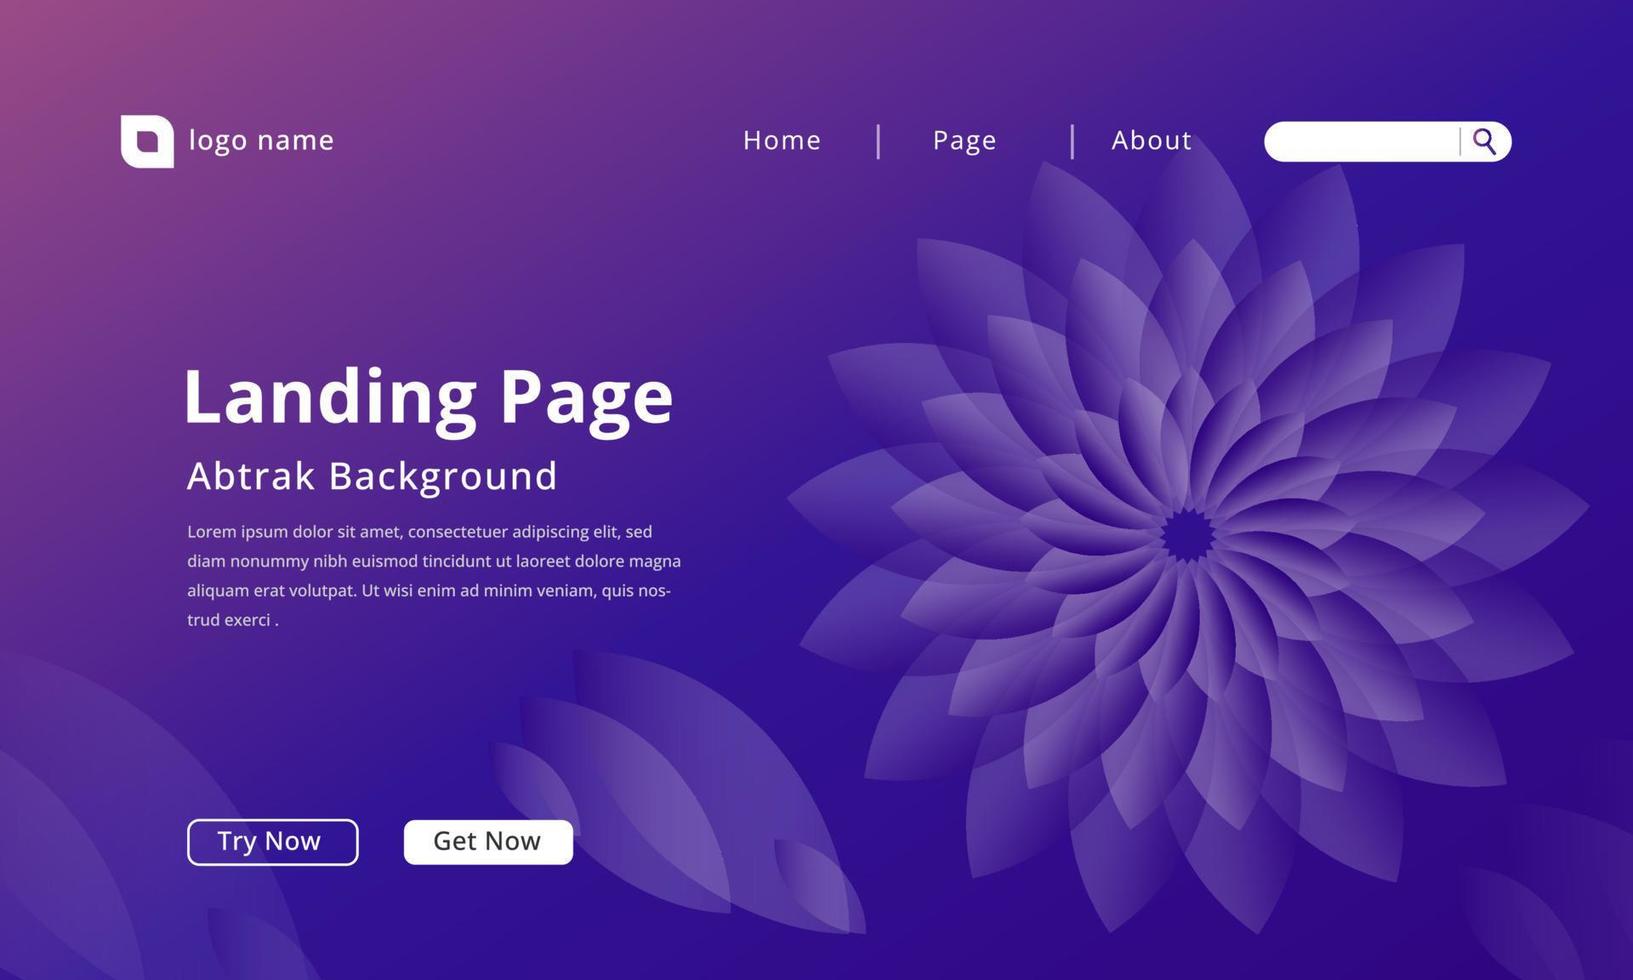 logo name
Home | Page | About
Landing Page
Abtrak Background
Lorem ipsum dolor sit amet, consectetuer adipiscing elit, sed
diam nonummy nibh euismod tincidunt ut laoreet dolore magna
aliquam erat volutpat. Ut wisi enim ad minim veniam, quis nos-
trud exerci .
Try Now
Get Now